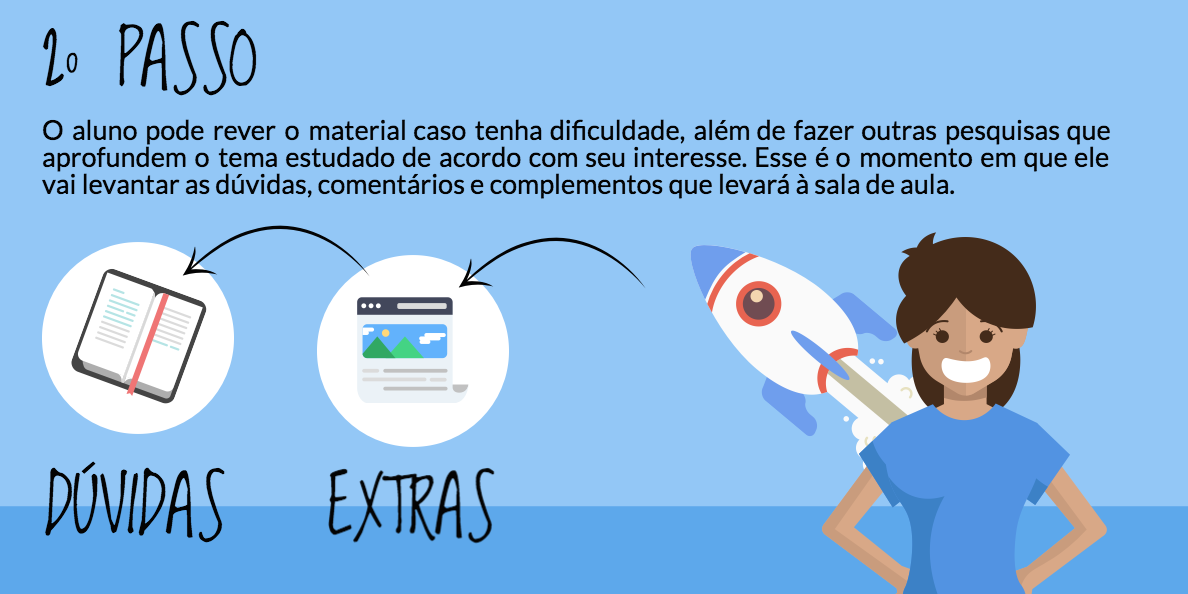 2º PASSO
O aluno pode rever o material caso tenha dificuldade, além de fazer outras pesquisas que
aprofundem o tema estudado de acordo com seu interesse. Esse é o momento em que ele
vai levantar as dúvidas, comentários e complementos que levará à sala de aula.
DÚVIDAS
EXTRAS